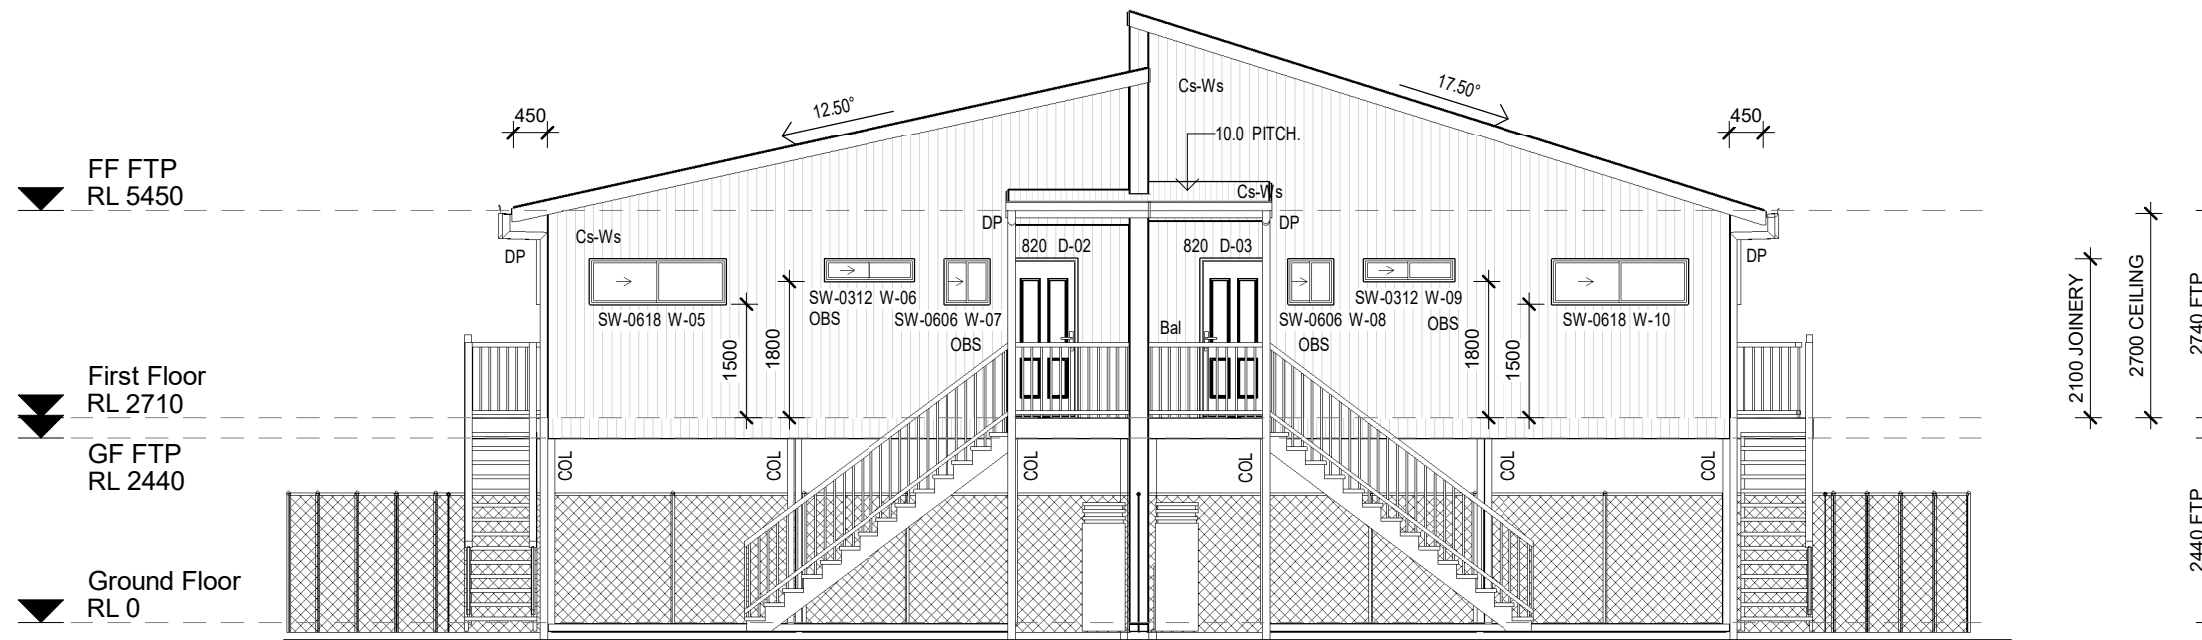 FF FTP
RL 5450
First Floor
RL 2710
GF FTP
RL 2440
Ground Floor
RL 0
450
12.50°
17.50°
450
Cs-Ws
10.0 PITCH.
Cs-Ws
Cs-Ws
DP
DP
DP
DP
820 D-02
820 D-03
SW-0618 W-05
SW-0312 W-06
OBS
SW-0606 W-07
OBS
Bal
SW-0606 W-08
OBS
SW-0312 W-09
OBS
SW-0618 W-10
1500
1800
1800
1500
COL
COL
COL
COL
COL
COL
2100 JOINERY
2700 CEILING
2740 FTP
2440 FTP